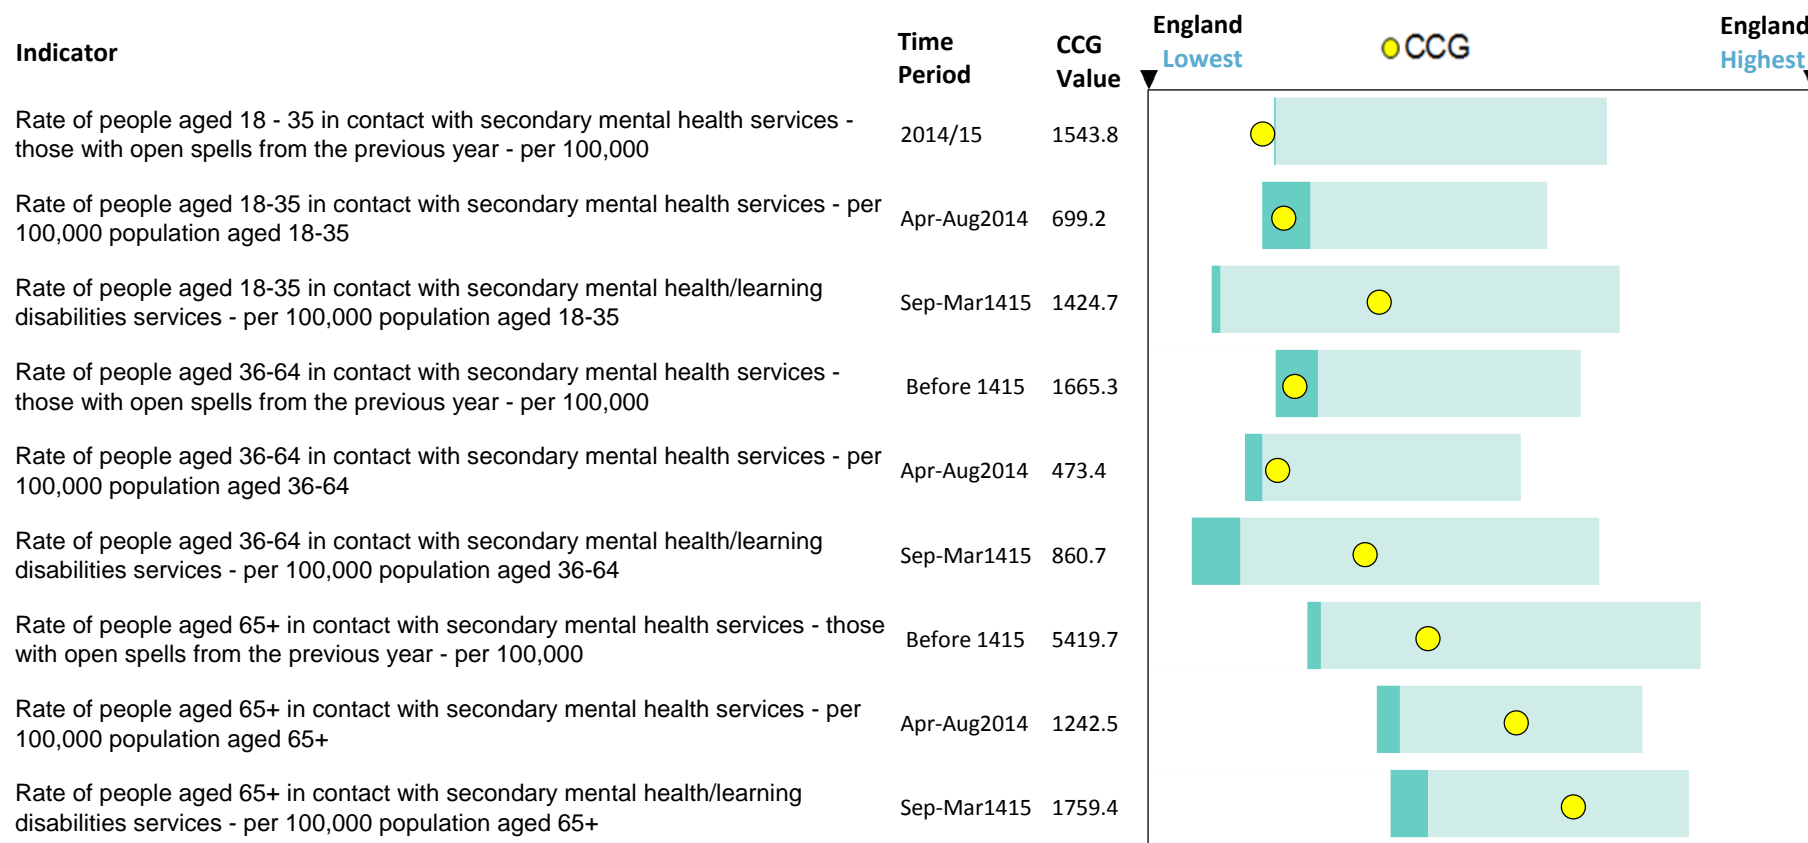 Indicator
Time
Period
CCG
Value
England
Lowest
CCG
England
Highest
Rate of people aged 18 - 35 in contact with secondary mental health services -
those with open spells from the previous year - per 100,000
2014/15
1543.8
Rate of people aged 18-35 in contact with secondary mental health services - per
100,000 population aged 18-35
Apr-Aug2014
699.2
Rate of people aged 18-35 in contact with secondary mental health/learning
disabilities services - per 100,000 population aged 18-35
Sep-Mar1415
1424.7
Rate of people aged 36-64 in contact with secondary mental health services -
those with open spells from the previous year - per 100,000
Before 1415
1665.3
Rate of people aged 36-64 in contact with secondary mental health services - per
100,000 population aged 36-64
Apr-Aug2014
473.4
Rate of people aged 36-64 in contact with secondary mental health/learning
disabilities services - per 100,000 population aged 36-64
Sep-Mar1415
860.7
Rate of people aged 65+ in contact with secondary mental health services - those
with open spells from the previous year - per 100,000
Before 1415
5419.7
Rate of people aged 65+ in contact with secondary mental health services - per
100,000 population aged 65+
Apr-Aug2014
1242.5
Rate of people aged 65+ in contact with secondary mental health/learning
disabilities services - per 100,000 population aged 65+
Sep-Mar1415
1759.4